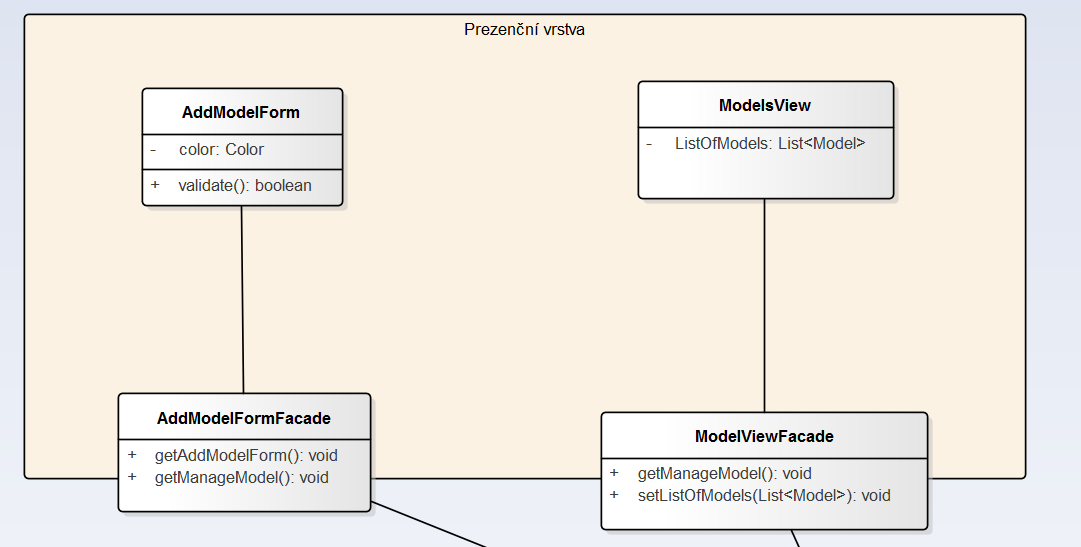 Prezenční vrstva
AddModelForm
- color: Color
+ validate(): boolean
ModelsView
- ListOfModels: List<Model>
AddModelFormFacade
+ getAddModelForm(): void
+ getManageModel(): void
ModelViewFacade
+ getManageModel(): void
+ setListOfModels(List<Model>): void